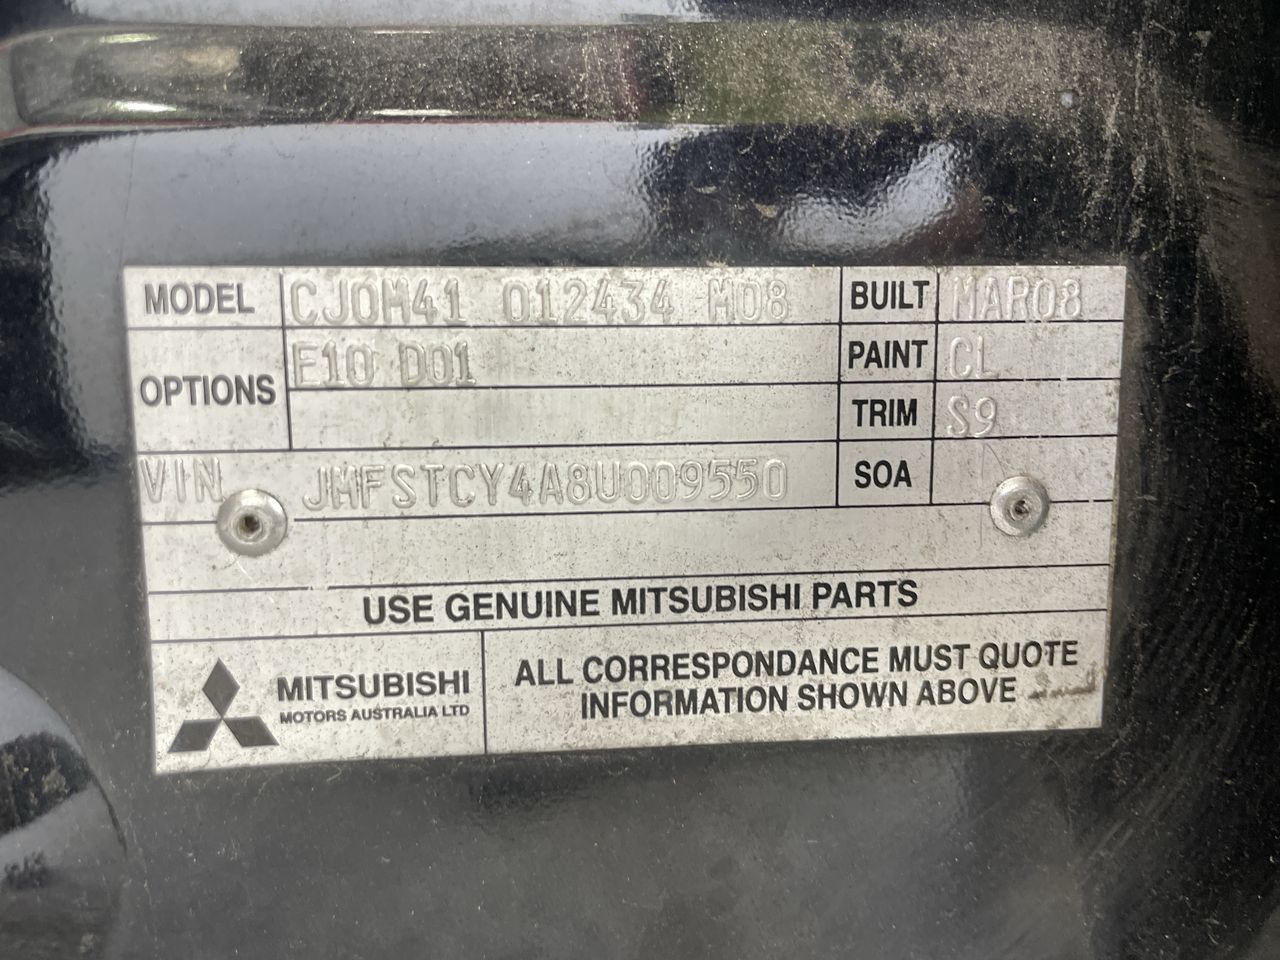 MODEL CJOM41 012434 M08 BUILT MAR08
OPTIONS E10 D01 PAINT CL
TRIM S9
VIN JMFSTCY4A8U009550 SOA
USE GENUINE MITSUBISHI PARTS
MITSUBISHI
MOTORS AUSTRALIA LTD
ALL CORRESPONDANCE MUST QUOTE
INFORMATION SHOWN ABOVE